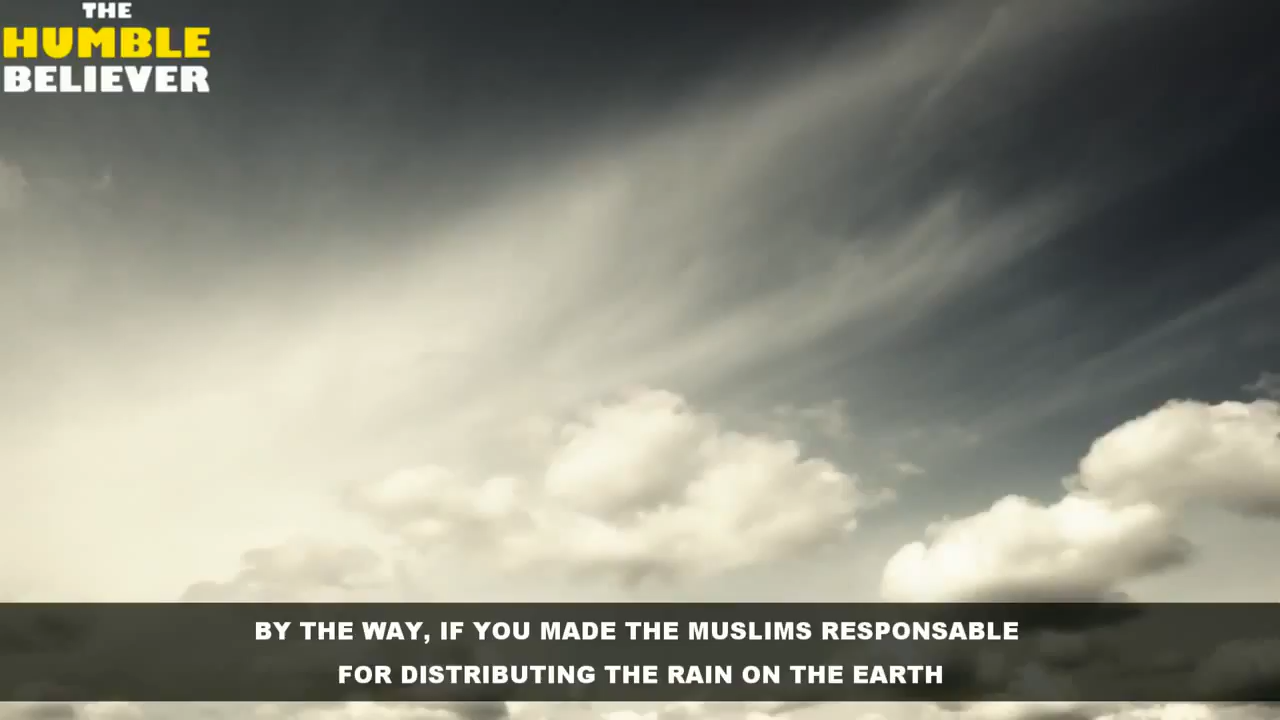 THE
HUMBLE
BELIEVER
BY THE WAY, IF YOU MADE THE MUSLIMS RESPONSABLE
FOR DISTRIBUTING THE RAIN ON THE EARTH